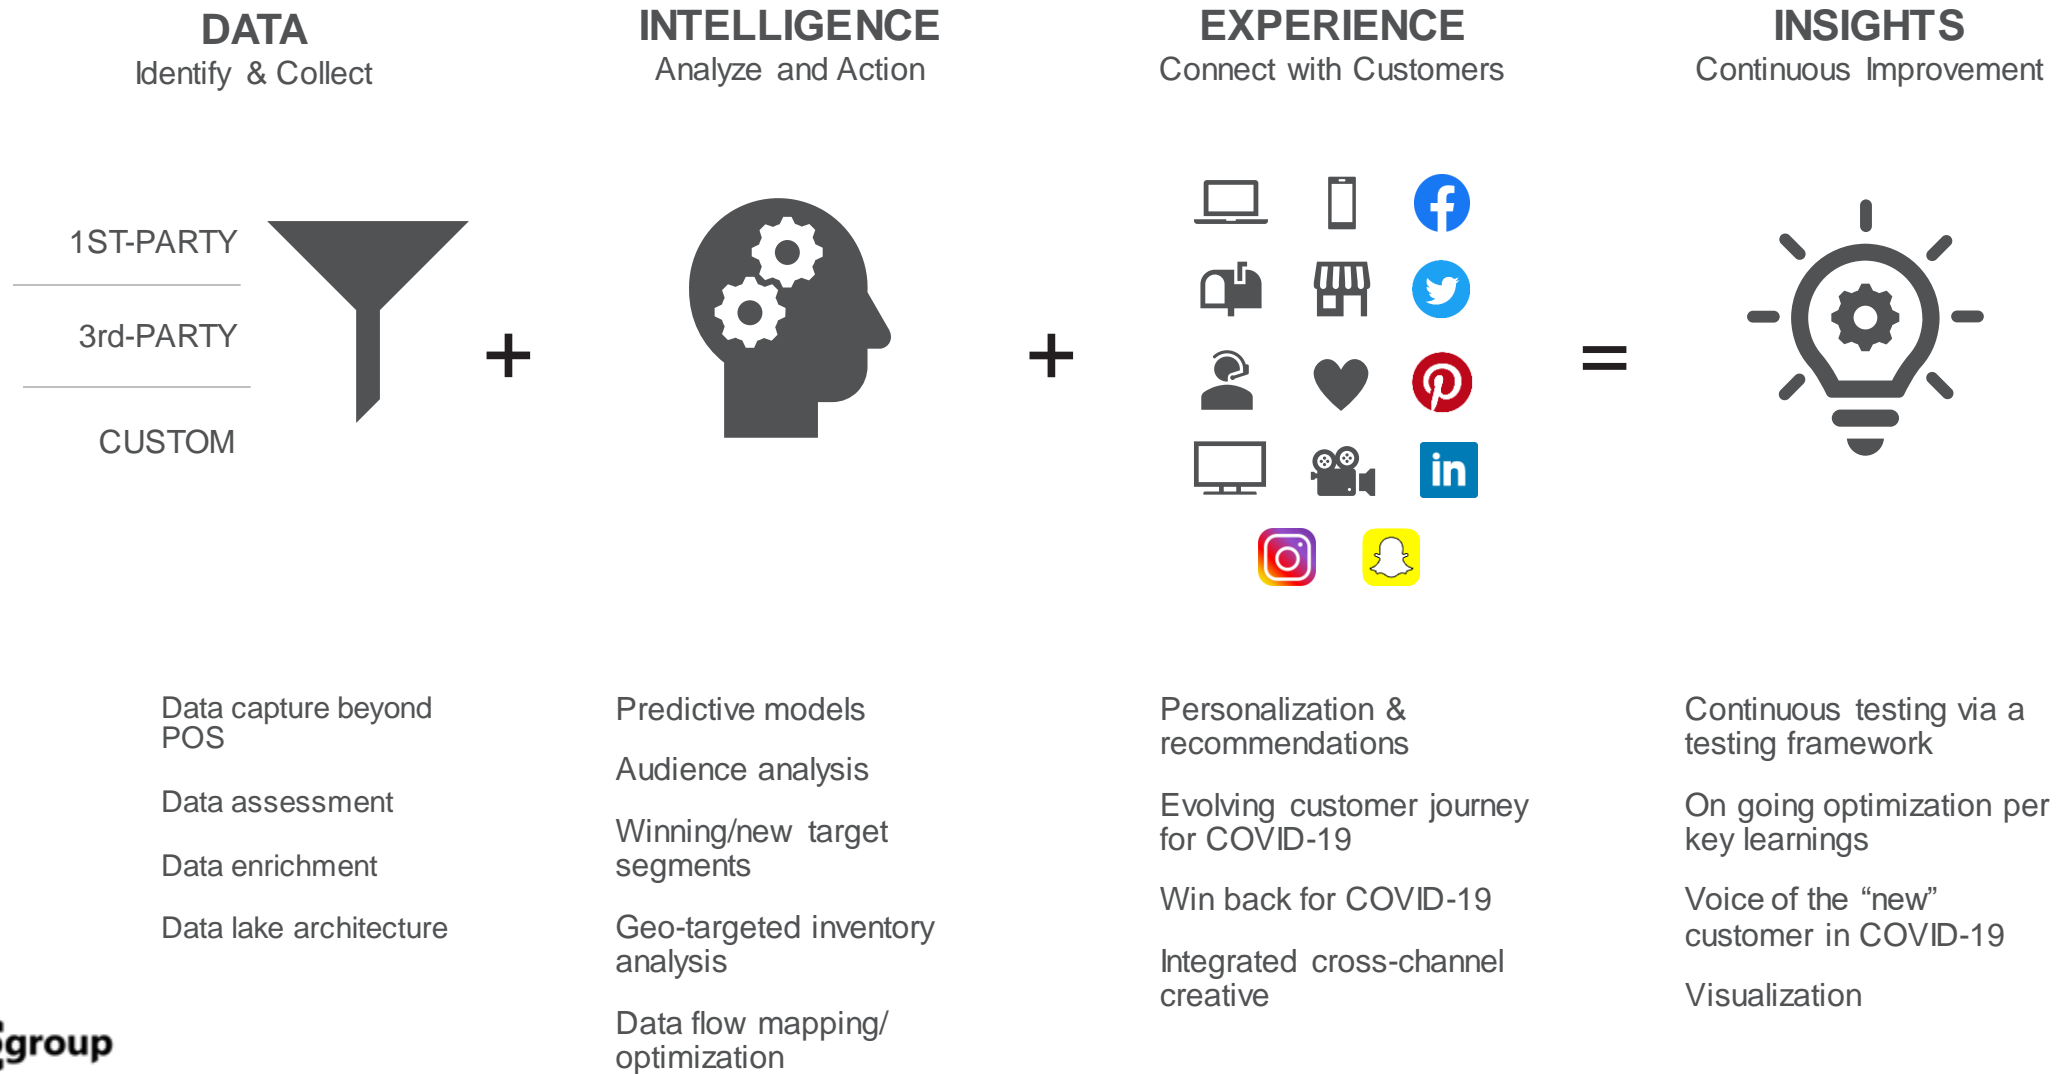 DATA
Identify & Collect
INTELLIGENCE
Analyze and Action
EXPERIENCE
Connect with Customers
INSIGHTS
Continuous Improvement
1ST-PARTY
3rd-PARTY
CUSTOM
+
+
=
in
Data capture beyond
POS
Data assessment
Data enrichment
Data lake architecture
Predictive models
Audience analysis
Winning/new target
segments
Geo-targeted inventory
analysis
Data flow mapping/
optimization
Personalization &
recommendations
Evolving customer journey
for COVID-19
Win back for COVID-19
Integrated cross-channel
creative
Continuous testing via a
testing framework
On going optimization per
key learnings
Voice of the “new”
customer in COVID-19
Visualization
group